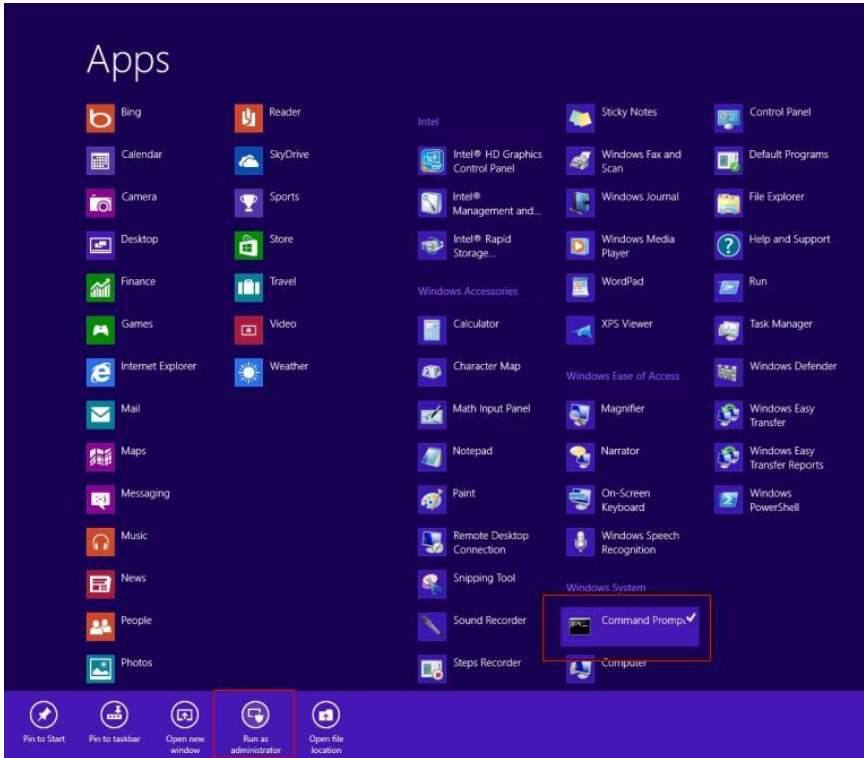 Apps
Bing
Calendar
Camera
Desktop
Finance
Games
Internet Explorer
Mail
Maps
Messaging
Music
News
People
Photos
Reader
SkyDrive
Sports
Store
Travel
Video
Weather
Intel
Intel® HD Graphics
Control Panel
Intel®
Management and...
Intel® Rapid
Storage...
Windows Accessories
Calculator
Character Map
Math Input Panel
Notepad
Paint
Remote Desktop
Connection
Snipping Tool
Sound Recorder
Steps Recorder
Sticky Notes
Windows Fax and
Scan
Windows Journal
Windows Media
Player
WordPad
XPS Viewer
Windows Ease of Access
Magnifier
Narrator
On-Screen
Keyboard
Windows Speech
Recognition
Windows System
Command Prompt
Computer
Control Panel
Default Programs
File Explorer
Help and Support
Run
Task Manager
Windows Defender
Windows Easy
Transfer
Windows Easy
Transfer Reports
Windows
PowerShell
Pin to Start
Pin to taskbar
Open new
window
Run as
administrator
Open file
location